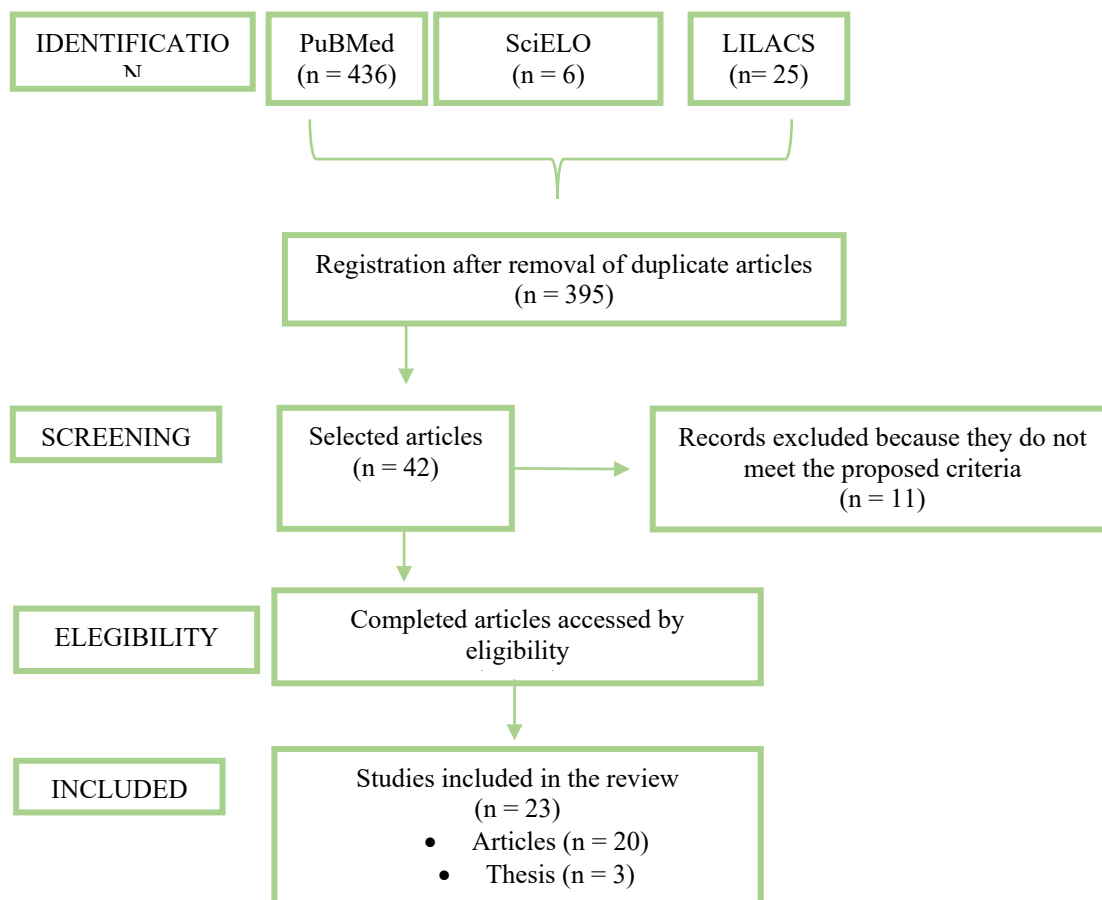 IDENTIFICATIO
N
PuBMed
(n = 436)
SciELO
(n = 6)
LILACS
(n= 25)
Registration after removal of duplicate articles
(n = 395)
SCREENING
Selected articles
(n = 42)
Records excluded because they do not
meet the proposed criteria
(n = 11)
ELEGIBILITY
Completed articles accessed by
eligibility
INCLUDED
Studies included in the review
(n = 23)
• Articles (n = 20)
• Thesis (n = 3)